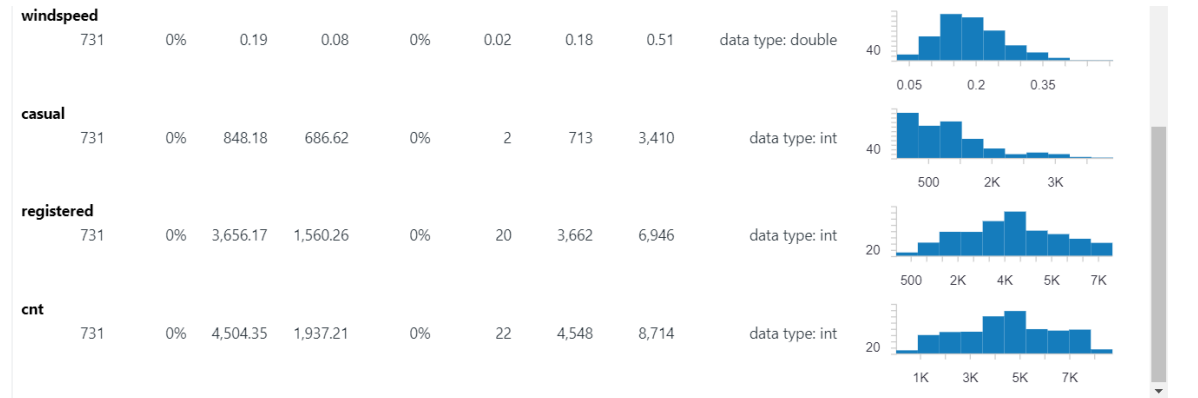 windspeed
731 0% 0.19 0.08 0% 0.02 0.18 0.51 data type: double
40
0.05 0.2 0.35
casual
731 0% 848.18 686.62 0% 2 713 3,410 data type: int
40
500 2K 3K
registered
731 0% 3,656.17 1,560.26 0% 20 3,662 6,946 data type: int
20
500 2K 4K 5K 7K
cnt
731 0% 4,504.35 1,937.21 0% 22 4,548 8,714 data type: int
20
1K 3K 5K 7K